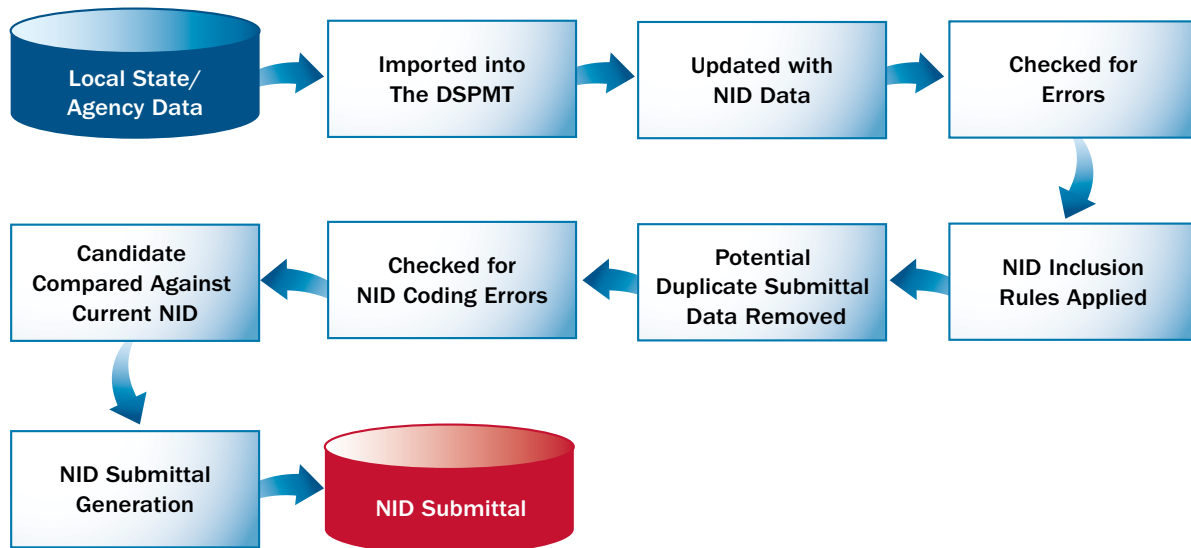 Local State/
Agency Data
Imported into
The DSPMT
Updated with
NID Data
Checked for
Errors
NID Inclusion
Rules Applied
Potential
Duplicate Submittal
Data Removed
Checked for
NID Coding Errors
Candidate
Compared Against
Current NID
NID Submittal
Generation
NID Submittal